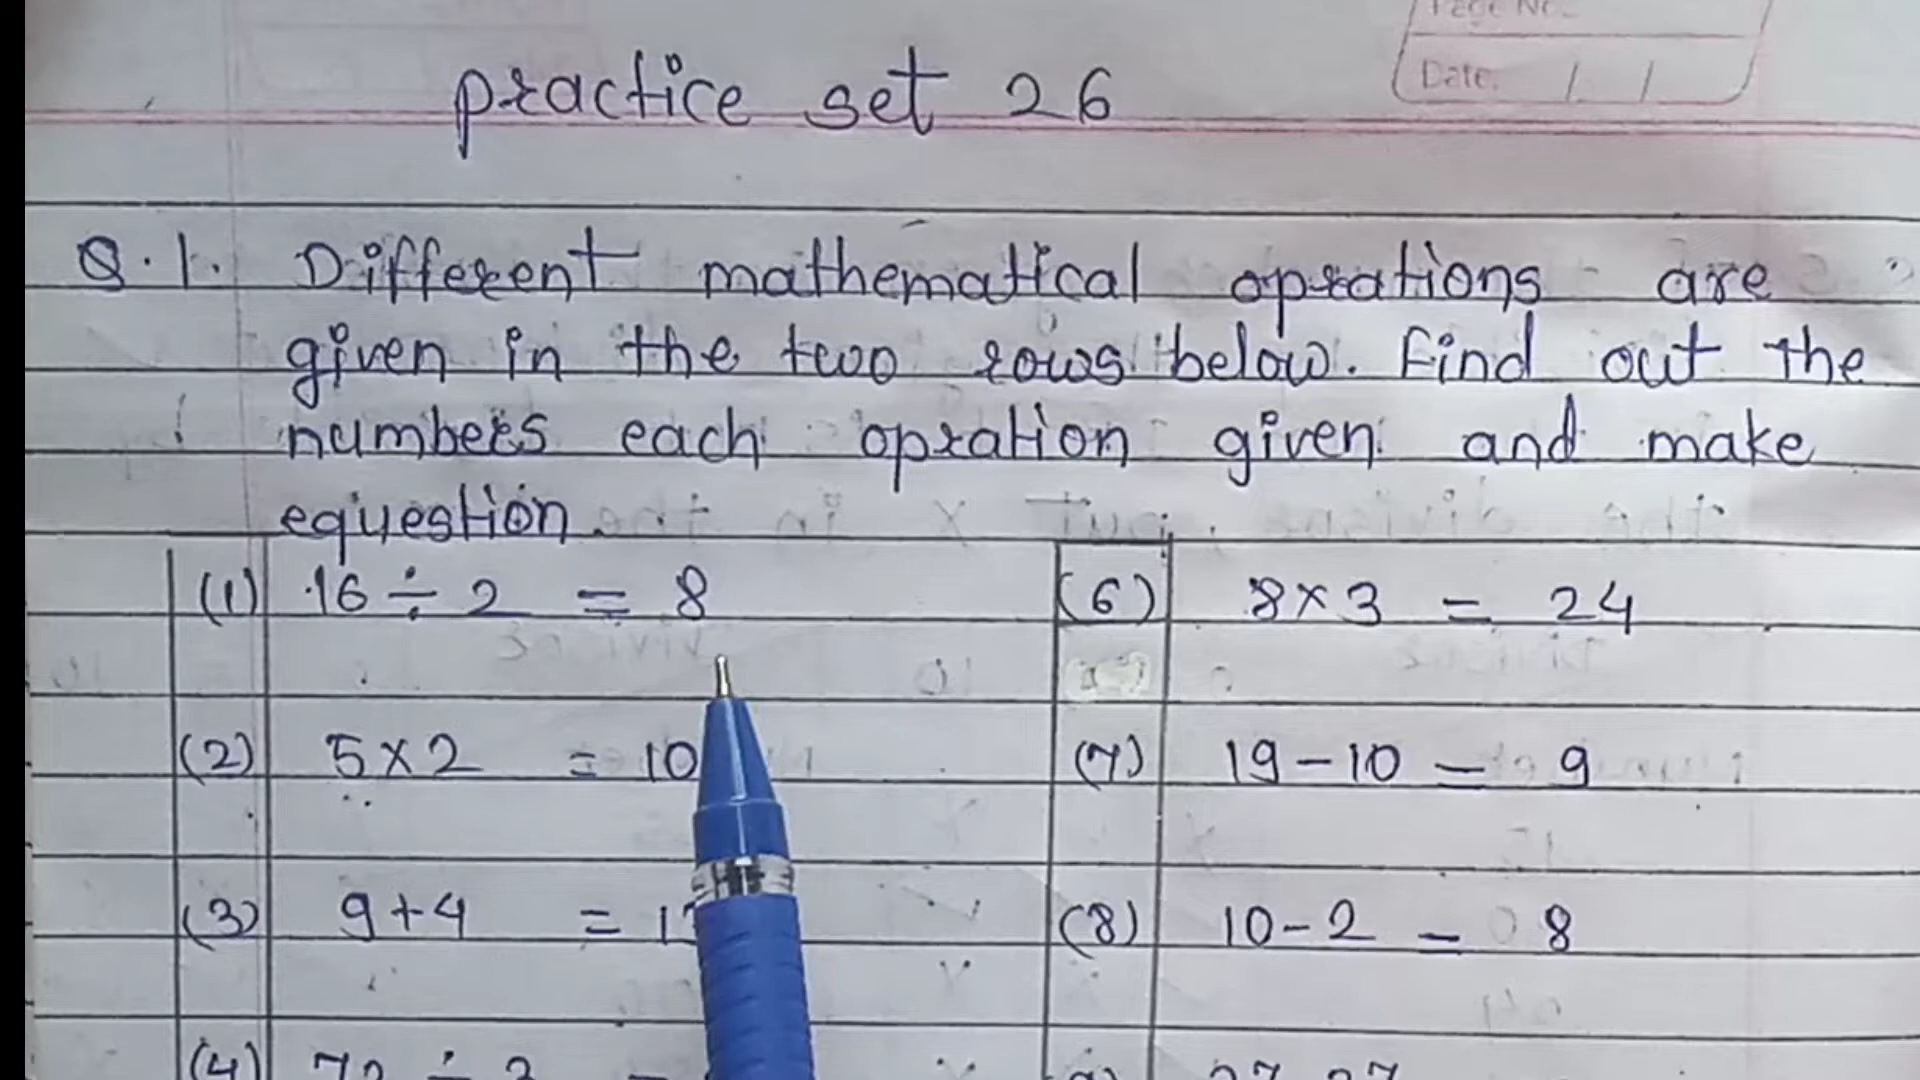 Page No.
Date. / /
practice set 26
Q.1. Different mathematical oprations are
given in the two rows below. Find out the
numbers each opration given and make
equestion
(1) 16 ÷ 2 = 8
(6) 8×3 = 24
(2) 5×2 = 10
(7) 19-10 = 9
(3) 9+4 =
(8) 10-2 = 8
(4) 72 ÷